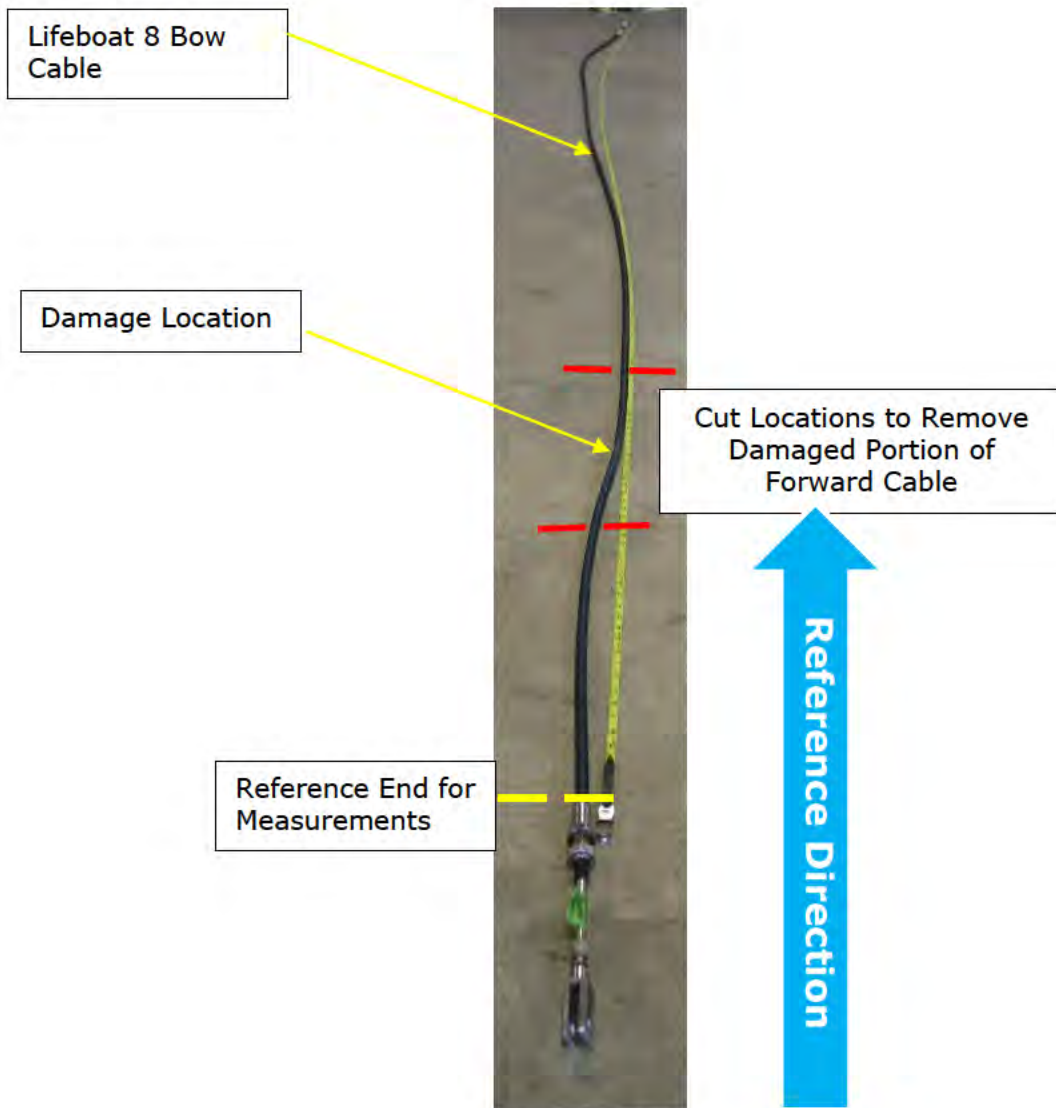 Lifeboat 8 Bow
Cable
Damage Location
Cut Locations to Remove
Damaged Portion of
Forward Cable
Reference Direction
Reference End for
Measurements